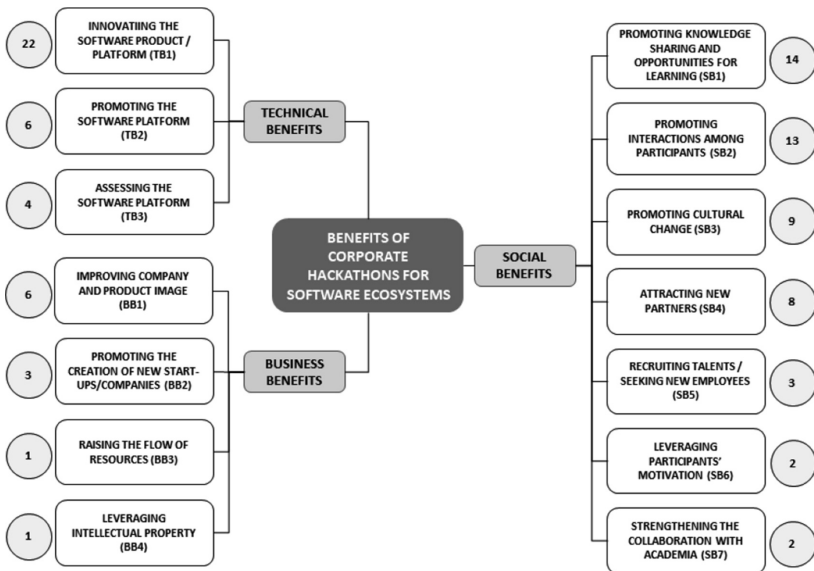 22
INNOVATIING THE
SOFTWARE PRODUCT /
PLATFORM (TB1)
6
PROMOTING THE
SOFTWARE PLATFORM
(TB2)
4
ASSESSING THE
SOFTWARE PLATFORM
(TB3)
TECHNICAL
BENEFITS
6
IMPROVING COMPANY
AND PRODUCT IMAGE
(BB1)
3
PROMOTING THE
CREATION OF NEW START-
UPS/COMPANIES (BB2)
1
RAISING THE FLOW OF
RESOURCES (BB3)
1
LEVERAGING
INTELLECTUAL PROPERTY
(BB4)
BUSINESS
BENEFITS
BENEFITS OF
CORPORATE
HACKATHONS FOR
SOFTWARE ECOSYSTEMS
SOCIAL
BENEFITS
PROMOTING KNOWLEDGE
SHARING AND
OPPORTUNITIES FOR
LEARNING (SB1)
14
PROMOTING
INTERACTIONS AMONG
PARTICIPANTS (SB2)
13
PROMOTING CULTURAL
CHANGE (SB3)
9
ATTRACTING NEW
PARTNERS (SB4)
8
RECRUITING TALENTS /
SEEKING NEW EMPLOYEES
(SB5)
3
LEVERAGING
PARTICIPANTS'
MOTIVATION (SB6)
2
STRENGTHENING THE
COLLABORATION WITH
ACADEMIA (SB7)
2